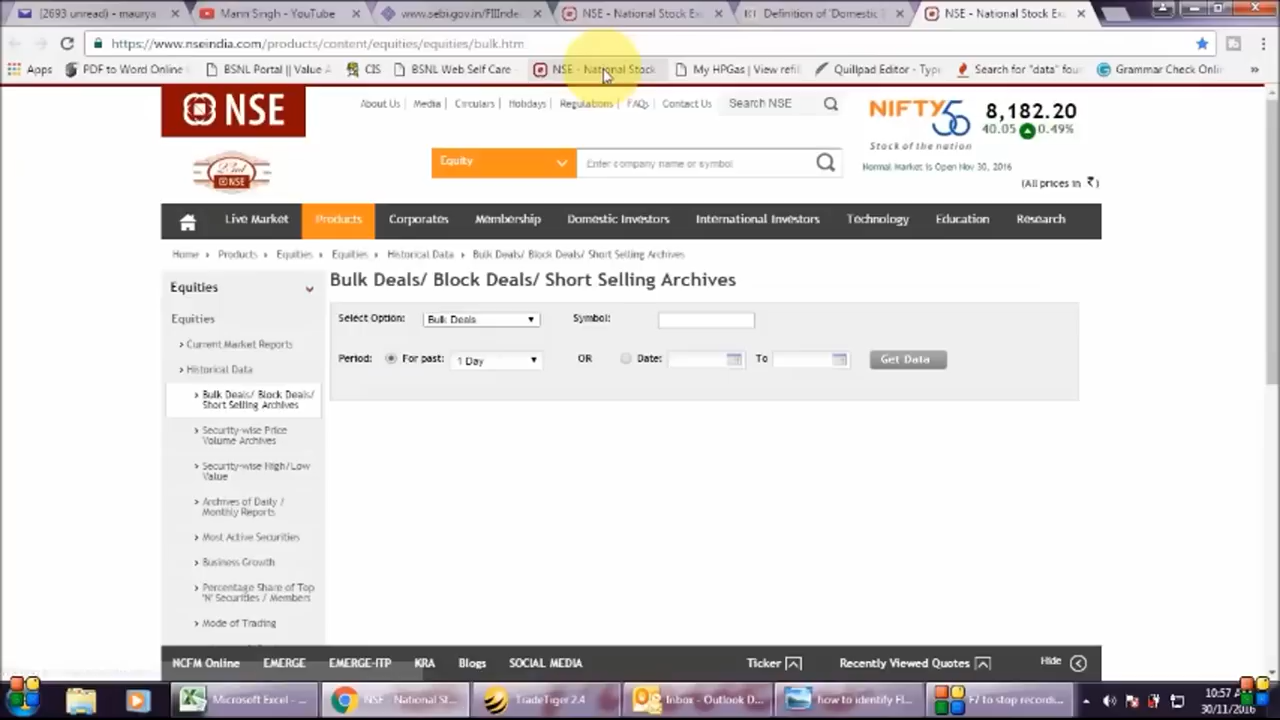 (2693 unread) - maurya
Mann Singh - YouTube
www.sebi.gov.in/FIIInde
NSE - National Stock Ex
Definition of 'Domestic
NSE - National Stock Ex
https://www.nseindia.com/products/content/equities/equities/bulk.htm
Apps
PDF to Word Online
BSNL Portal || Value A
CIS
BSNL Web Self Care
NSE - National Stock
My HPGas | View refil
Quillpad Editor - Typ
Search for "data" fou
Grammar Check Onli
»
NSE
About Us | Media | Circulars | Holidays | Regulations | FAQs | Contact Us
Search NSE
NIFTY 50
Stock of the nation
8,182.20
40.05 0.49%
Normal Market is Open Nov 30, 2016
(All prices in ₹)
NSE
Equity
Enter company name or symbol
Live Market Products Corporates Membership Domestic Investors International Investors Technology Education Research
Home Products Equities Equities Historical Data Bulk Deals/ Block Deals/ Short Selling Archives
Equities
Equities
Current Market Reports
Historical Data
Bulk Deals/ Block Deals/
Short Selling Archives
Security-wise Price
Volume Archives
Security-wise High/Low
Value
Archives of Daily /
Monthly Reports
Most Active Securities
Business Growth
Percentage Share of Top
'N' Securities / Members
Mode of Trading
Bulk Deals/ Block Deals/ Short Selling Archives
Select Option: Bulk Deals Symbol:
Period: For past: 1 Day OR Date: To Get Data
NCFM Online EMERGE EMERGE-ITP KRA Blogs SOCIAL MEDIA Ticker Recently Viewed Quotes Hide
Microsoft Excel - ...
NSE - National St...
TradeTiger 2.4
Inbox - Outlook D...
how to identify FI...
F7 to stop record...
10:57 AM
30/11/2016